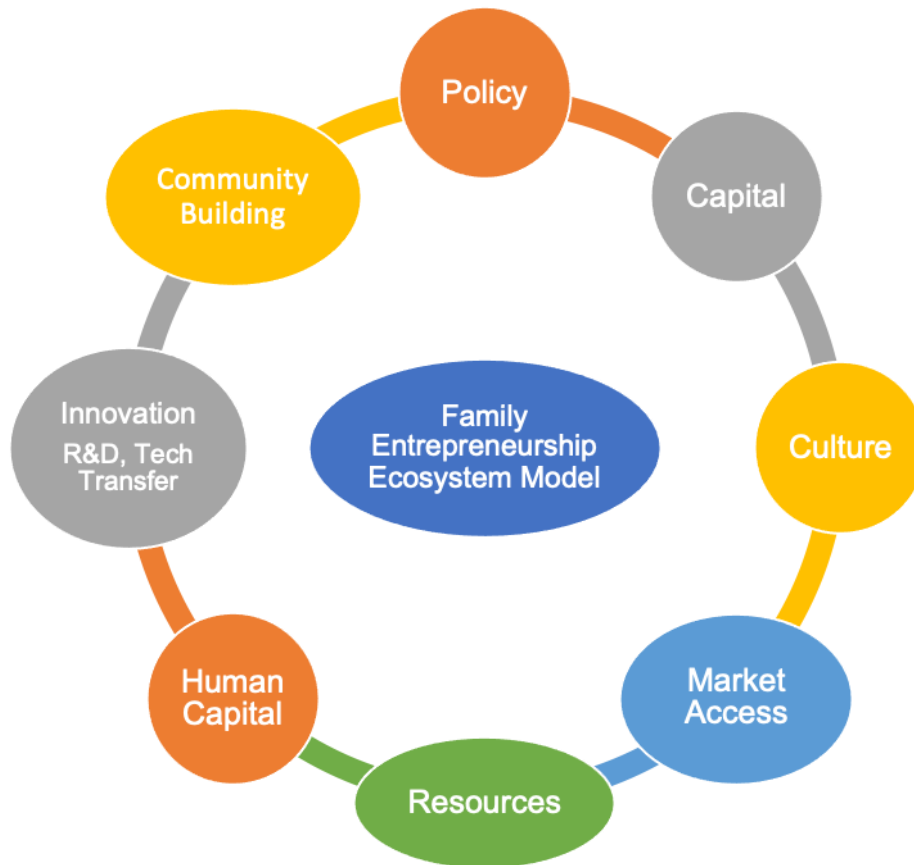 Policy
Capital
Culture
Market
Access
Resources
Human
Capital
Innovation
R&D, Tech
Transfer
Community
Building
Family
Entrepreneurship
Ecosystem Model